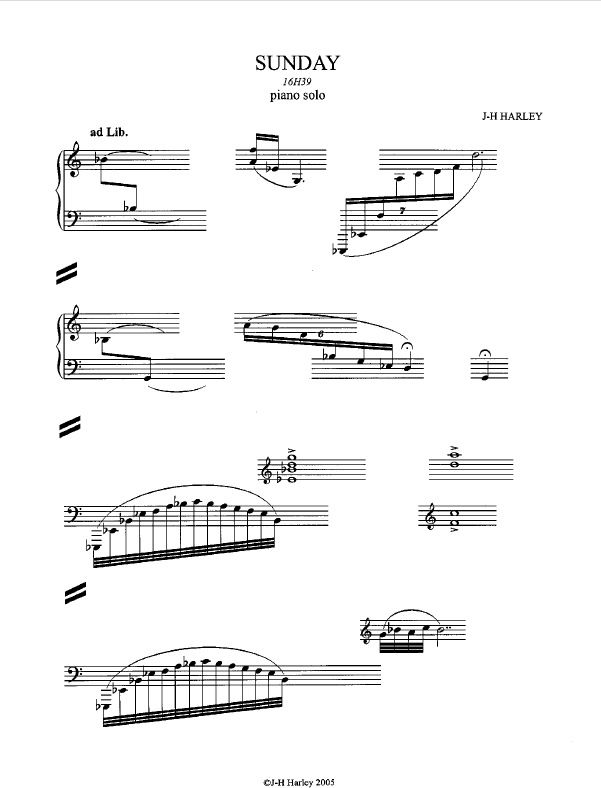 SUNDAY
16H39
piano solo
J-H HARLEY
ad Lib.
7
6
©J-H Harley 2005